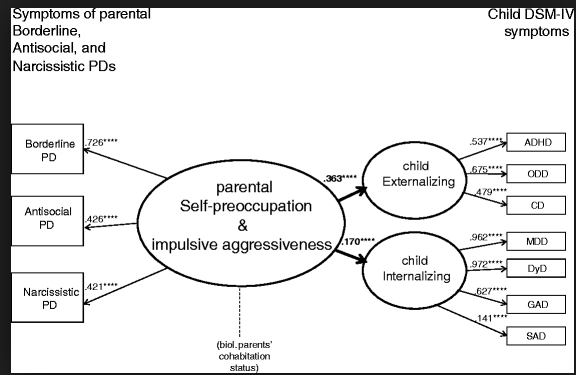 Symptoms of parental
Borderline,
Antisocial, and
Narcissistic PDs
Child DSM-IV
symptoms
Borderline
PD
.726****
Antisocial
PD
.426****
Narcissistic
PD
.421****
parental
Self-preoccupation
&
impulsive aggressiveness
.363****
.170****
child
Externalizing
child
Internalizing
.537****
ADHD
.675****
ODD
.479****
CD
.962****
MDD
.972****
DyD
.627****
GAD
.141****
SAD
(biol.parents'
cohabitation
status)